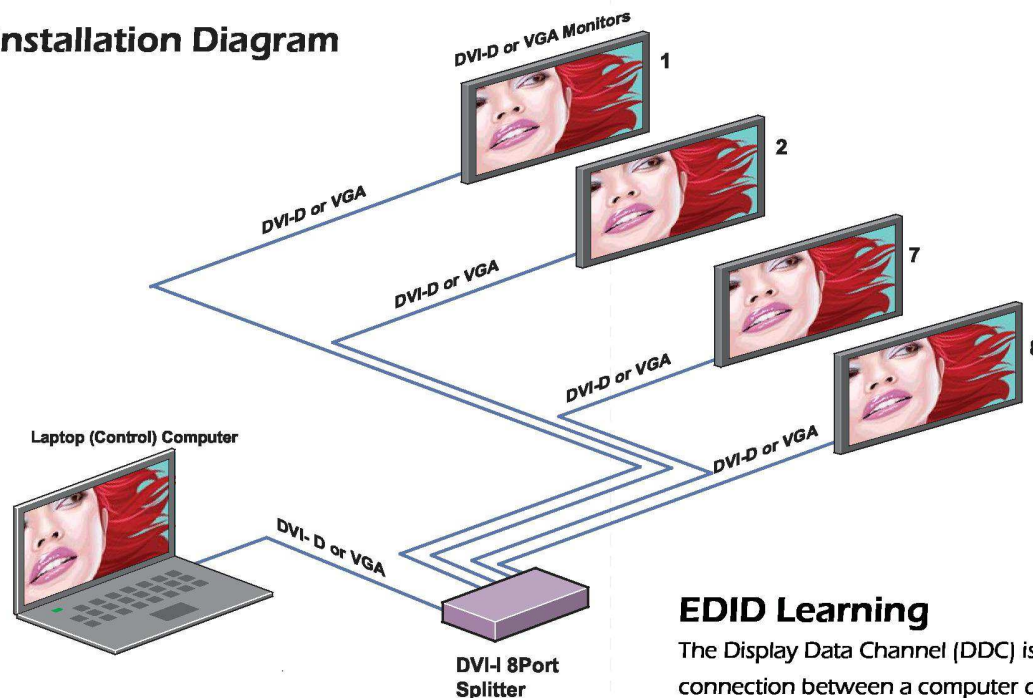 nstallation Diagram
DVI-D or VGA Monitors
1
2
7
8
DVI-D or VGA
DVI-D or VGA
DVI-D or VGA
DVI-D or VGA
Laptop (Control) Computer
DVI- D or VGA
DVI-I 8Port
Splitter
EDID Learning
The Display Data Channel (DDC) is
connection between a computer